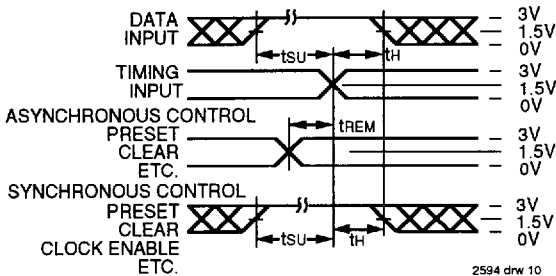 DATA INPUT
3V
1.5V
0V
tSU
tH
TIMING INPUT
3V
1.5V
0V
ASYNCHRONOUS CONTROL
tREM
PRESET
CLEAR
ETC.
3V
1.5V
0V
SYNCHRONOUS CONTROL
PRESET
CLEAR
CLOCK ENABLE
ETC.
3V
1.5V
0V
tSU
tH
2594 drw 10